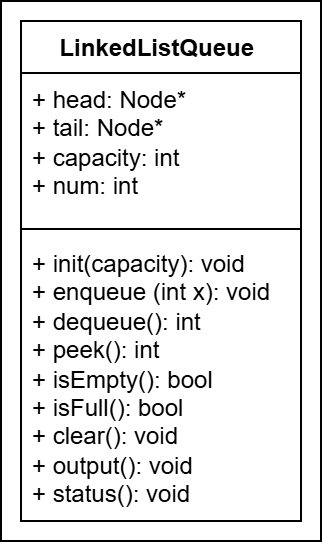 LinkedListQueue
+ head: Node*
+ tail: Node*
+ capacity: int
+ num: int
+ init(capacity): void
+ enqueue (int x): void
+ dequeue(): int
+ peek(): int
+ isEmpty(): bool
+ isFull(): bool
+ clear(): void
+ output(): void
+ status(): void